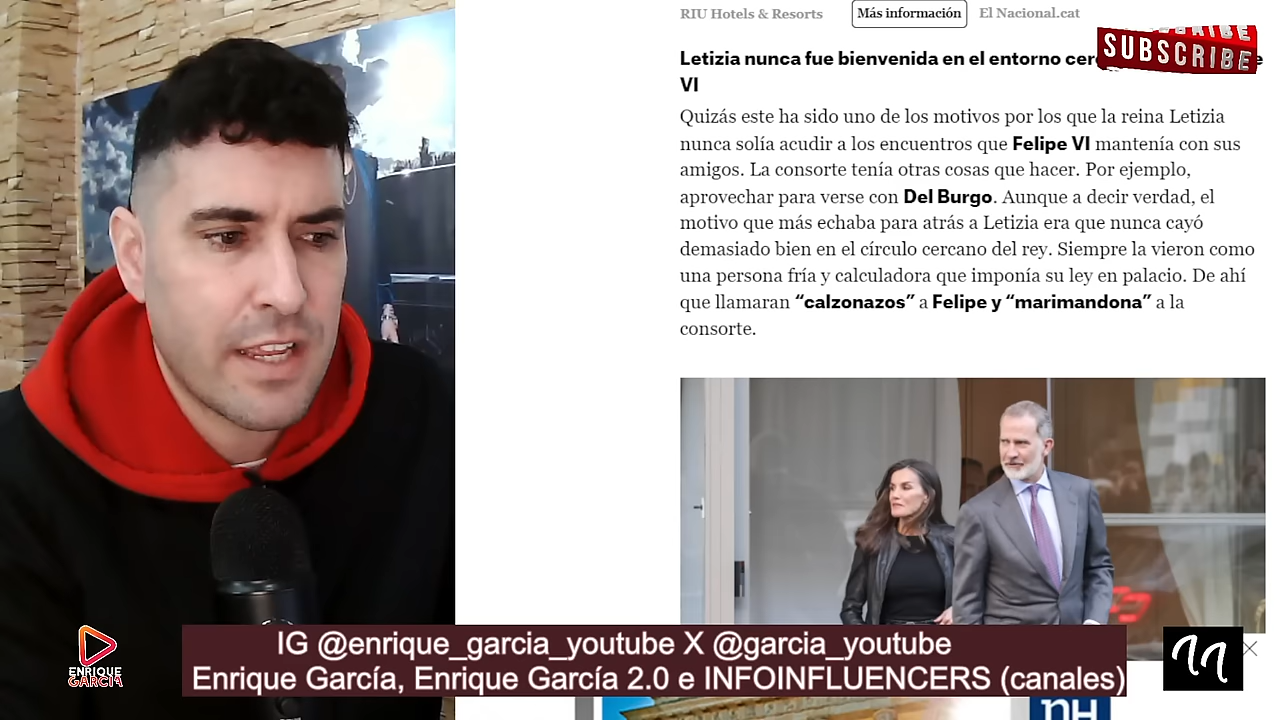 RIU Hotels & Resorts Más información El Nacional.cat
SUBSCRIBE
Letizia nunca fue bienvenida en el entorno
VI
Quizás este ha sido uno de los motivos por los que la reina Letizia
nunca solía acudir a los encuentros que Felipe VI mantenía con sus
amigos. La consorte tenía otras cosas que hacer. Por ejemplo,
aprovechar para verse con Del Burgo. Aunque a decir verdad, el
motivo que más echaba para atrás a Letizia era que nunca cayó
demasiado bien en el círculo cercano del rey. Siempre la vieron como
una persona fría y calculadora que imponía su ley en palacio. De ahí
que llamaran “calzonazos” a Felipe y “marimandona” a la
consorte.
IG @enrique_garcia_youtube X @garcia_youtube
Enrique García, Enrique García 2.0 e INFOINFLUENCERS (canales)
ENRIQUE
GARCÍA
nh